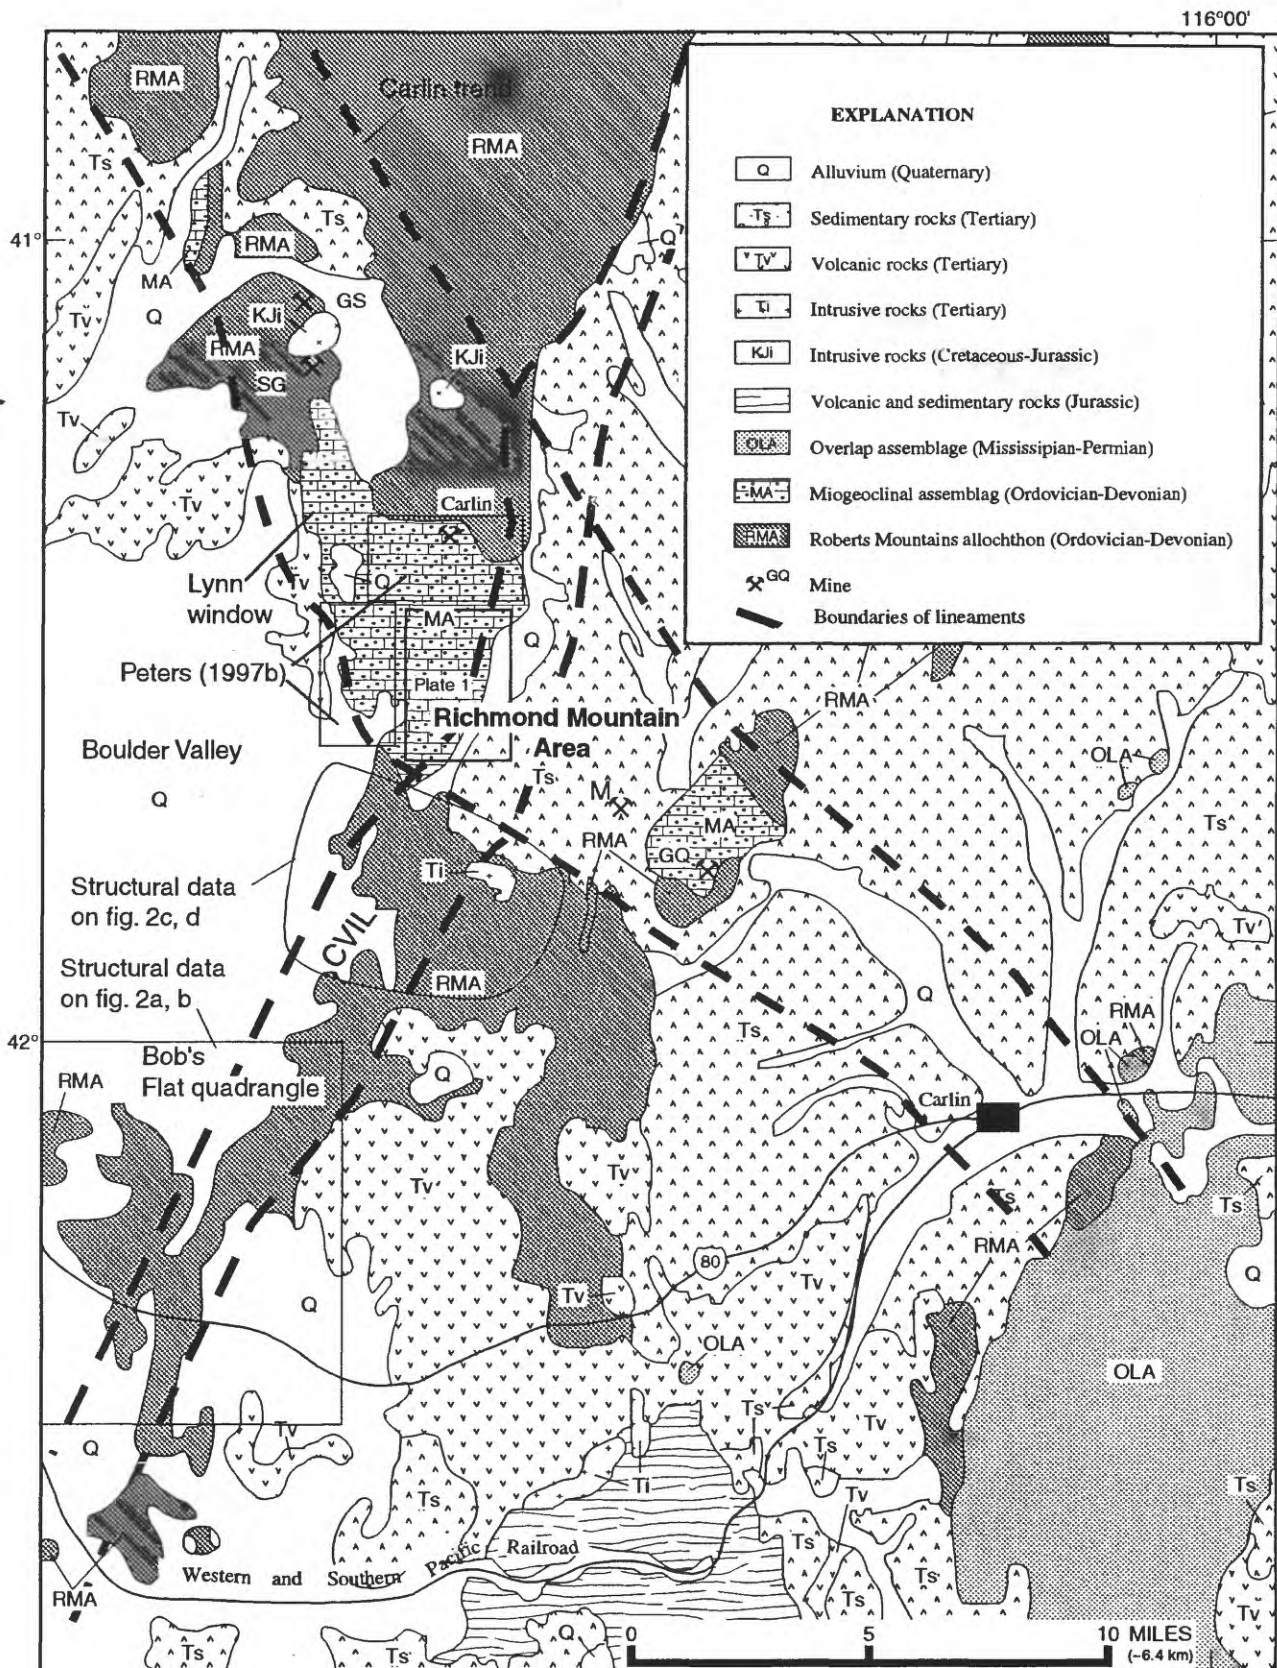 116°00'
RMA
Carlin trend
RMA
Ts
Ts
RMA
41°
MA
Q
Q
Tv
KJi
GS
RMA
SG
KJi
Tv
Tv
Carlin
Lynn
window
Tv
Q
MA
Q
Peters (1997b)
Plate 1
Richmond Mountain
Area
Boulder Valley
Q
Ts
M
RMA
MA
RMA
GQ
Ti
OLA
Ts
Tv
Structural data
on fig. 2c, d
CVIL
Structural data
on fig. 2a, b
RMA
Q
Ts
RMA
OLA
42°
Bob's
Flat quadrangle
RMA
Q
Carlin
Tv
Tv
Ts
Ts
RMA
80
Tv
Q
Q
Tv
OLA
OLA
Ts
Tv
Q
Tv
Ts
Ti
Ts
Tv
Ts
Western and Southern Pacific Railroad
Ts
Ts
Ts
RMA
Tv
Ts
Ts
Q
0 5 10 MILES
(~6.4 km)
EXPLANATION
Q Alluvium (Quaternary)
Ts Sedimentary rocks (Tertiary)
Tv Volcanic rocks (Tertiary)
Ti Intrusive rocks (Tertiary)
KJi Intrusive rocks (Cretaceous-Jurassic)
Volcanic and sedimentary rocks (Jurassic)
OLA Overlap assemblage (Missisipian-Permian)
MA Miogeoclinal assemblag (Ordovician-Devonian)
RMA Roberts Mountains allochthon (Ordovician-Devonian)
GQ Mine
Boundaries of lineaments